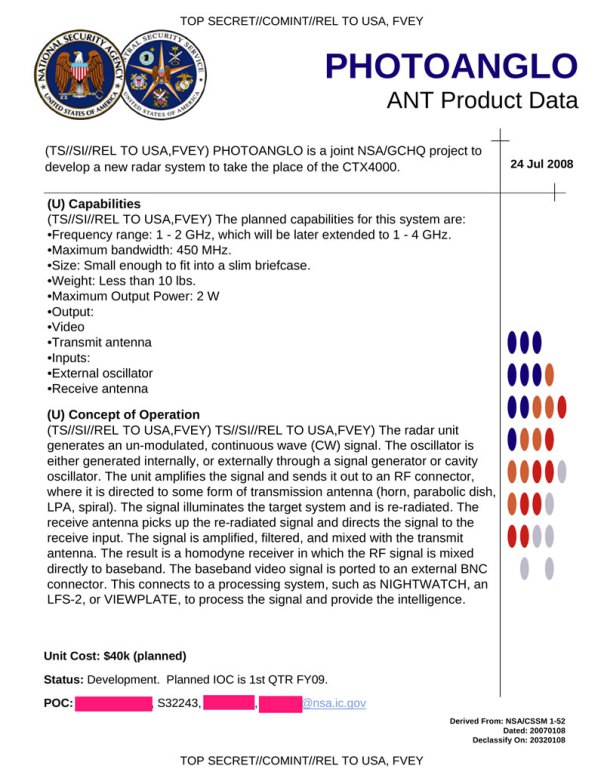 TOP SECRET//COMINT//REL TO USA, FVEY
NATIONAL SECURITY AGENCY
UNITED STATES OF AMERICA
CENTRAL SECURITY SERVICE
UNITED STATES OF AMERICA
PHOTOANGLO
ANT Product Data
(TS//SI//REL TO USA,FVEY) PHOTOANGLO is a joint NSA/GCHQ project to
develop a new radar system to take the place of the CTX4000.
24 Jul 2008
(U) Capabilities
(TS//SI//REL TO USA,FVEY) The planned capabilities for this system are:
•Frequency range: 1 - 2 GHz, which will be later extended to 1 - 4 GHz.
•Maximum bandwidth: 450 MHz.
•Size: Small enough to fit into a slim briefcase.
•Weight: Less than 10 lbs.
•Maximum Output Power: 2 W
•Output:
•Video
•Transmit antenna
•Inputs:
•External oscillator
•Receive antenna
(U) Concept of Operation
(TS//SI//REL TO USA,FVEY) TS//SI//REL TO USA,FVEY) The radar unit
generates an un-modulated, continuous wave (CW) signal. The oscillator is
either generated internally, or externally through a signal generator or cavity
oscillator. The unit amplifies the signal and sends it out to an RF connector,
where it is directed to some form of transmission antenna (horn, parabolic dish,
LPA, spiral). The signal illuminates the target system and is re-radiated. The
receive antenna picks up the re-radiated signal and directs the signal to the
receive input. The signal is amplified, filtered, and mixed with the transmit
antenna. The result is a homodyne receiver in which the RF signal is mixed
directly to baseband. The baseband video signal is ported to an external BNC
connector. This connects to a processing system, such as NIGHTWATCH, an
LFS-2, or VIEWPLATE, to process the signal and provide the intelligence.
Unit Cost: $40k (planned)
Status: Development. Planned IOC is 1st QTR FY09.
POC: , S32243, , @nsa.ic.gov
Derived From: NSA/CSSM 1-52
Dated: 20070108
Declassify On: 20320108
TOP SECRET//COMINT//REL TO USA, FVEY